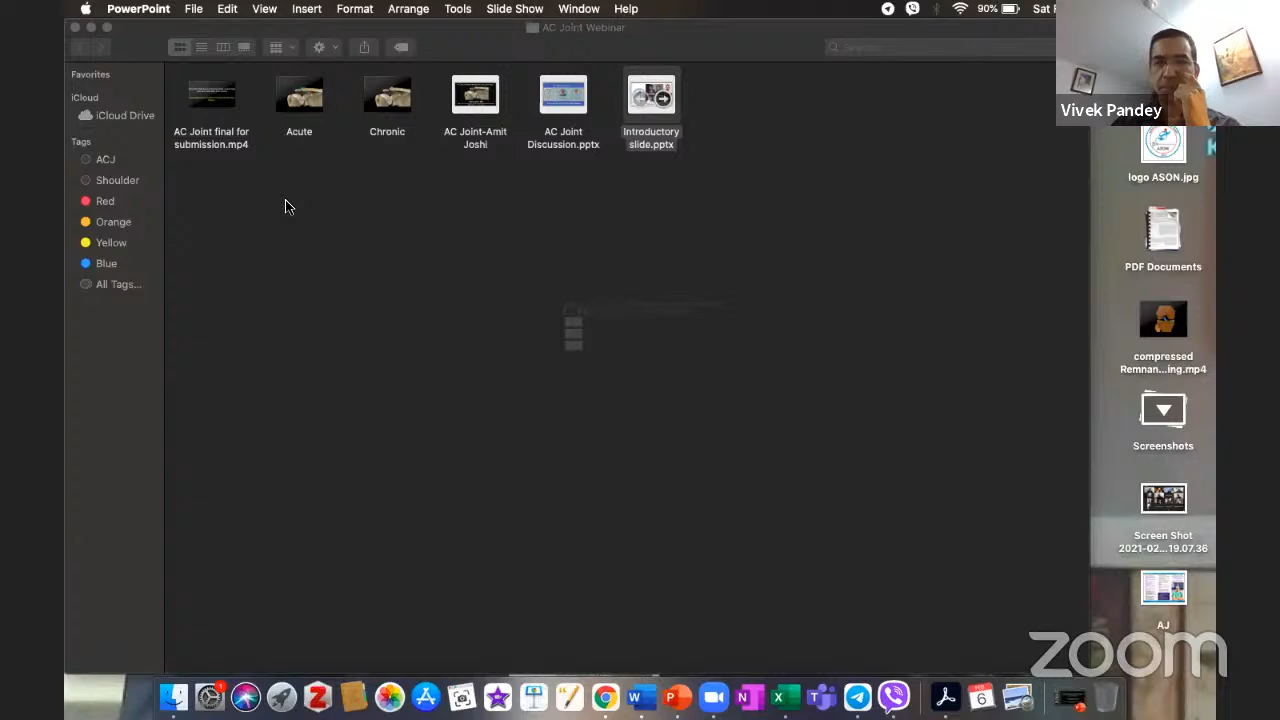 PowerPoint File Edit View Insert Format Arrange Tools Slide Show Window Help 90% Sat F
AC Joint Webinar
Search
Vivek Pandey
Favorites
iCloud
iCloud Drive
Tags
ACJ
Shoulder
Red
Orange
Yellow
Blue
All Tags...
AC Joint final for
submission.mp4
Acute
Chronic
AC Joint-Amit
Joshi
AC Joint
Discussion.pptx
Introductory
slide.pptx
logo ASON.jpg
PDF Documents
compressed
Remnan...ing.mp4
Screenshots
Screen Shot
2021-02...19.07.36
AJ
zoom